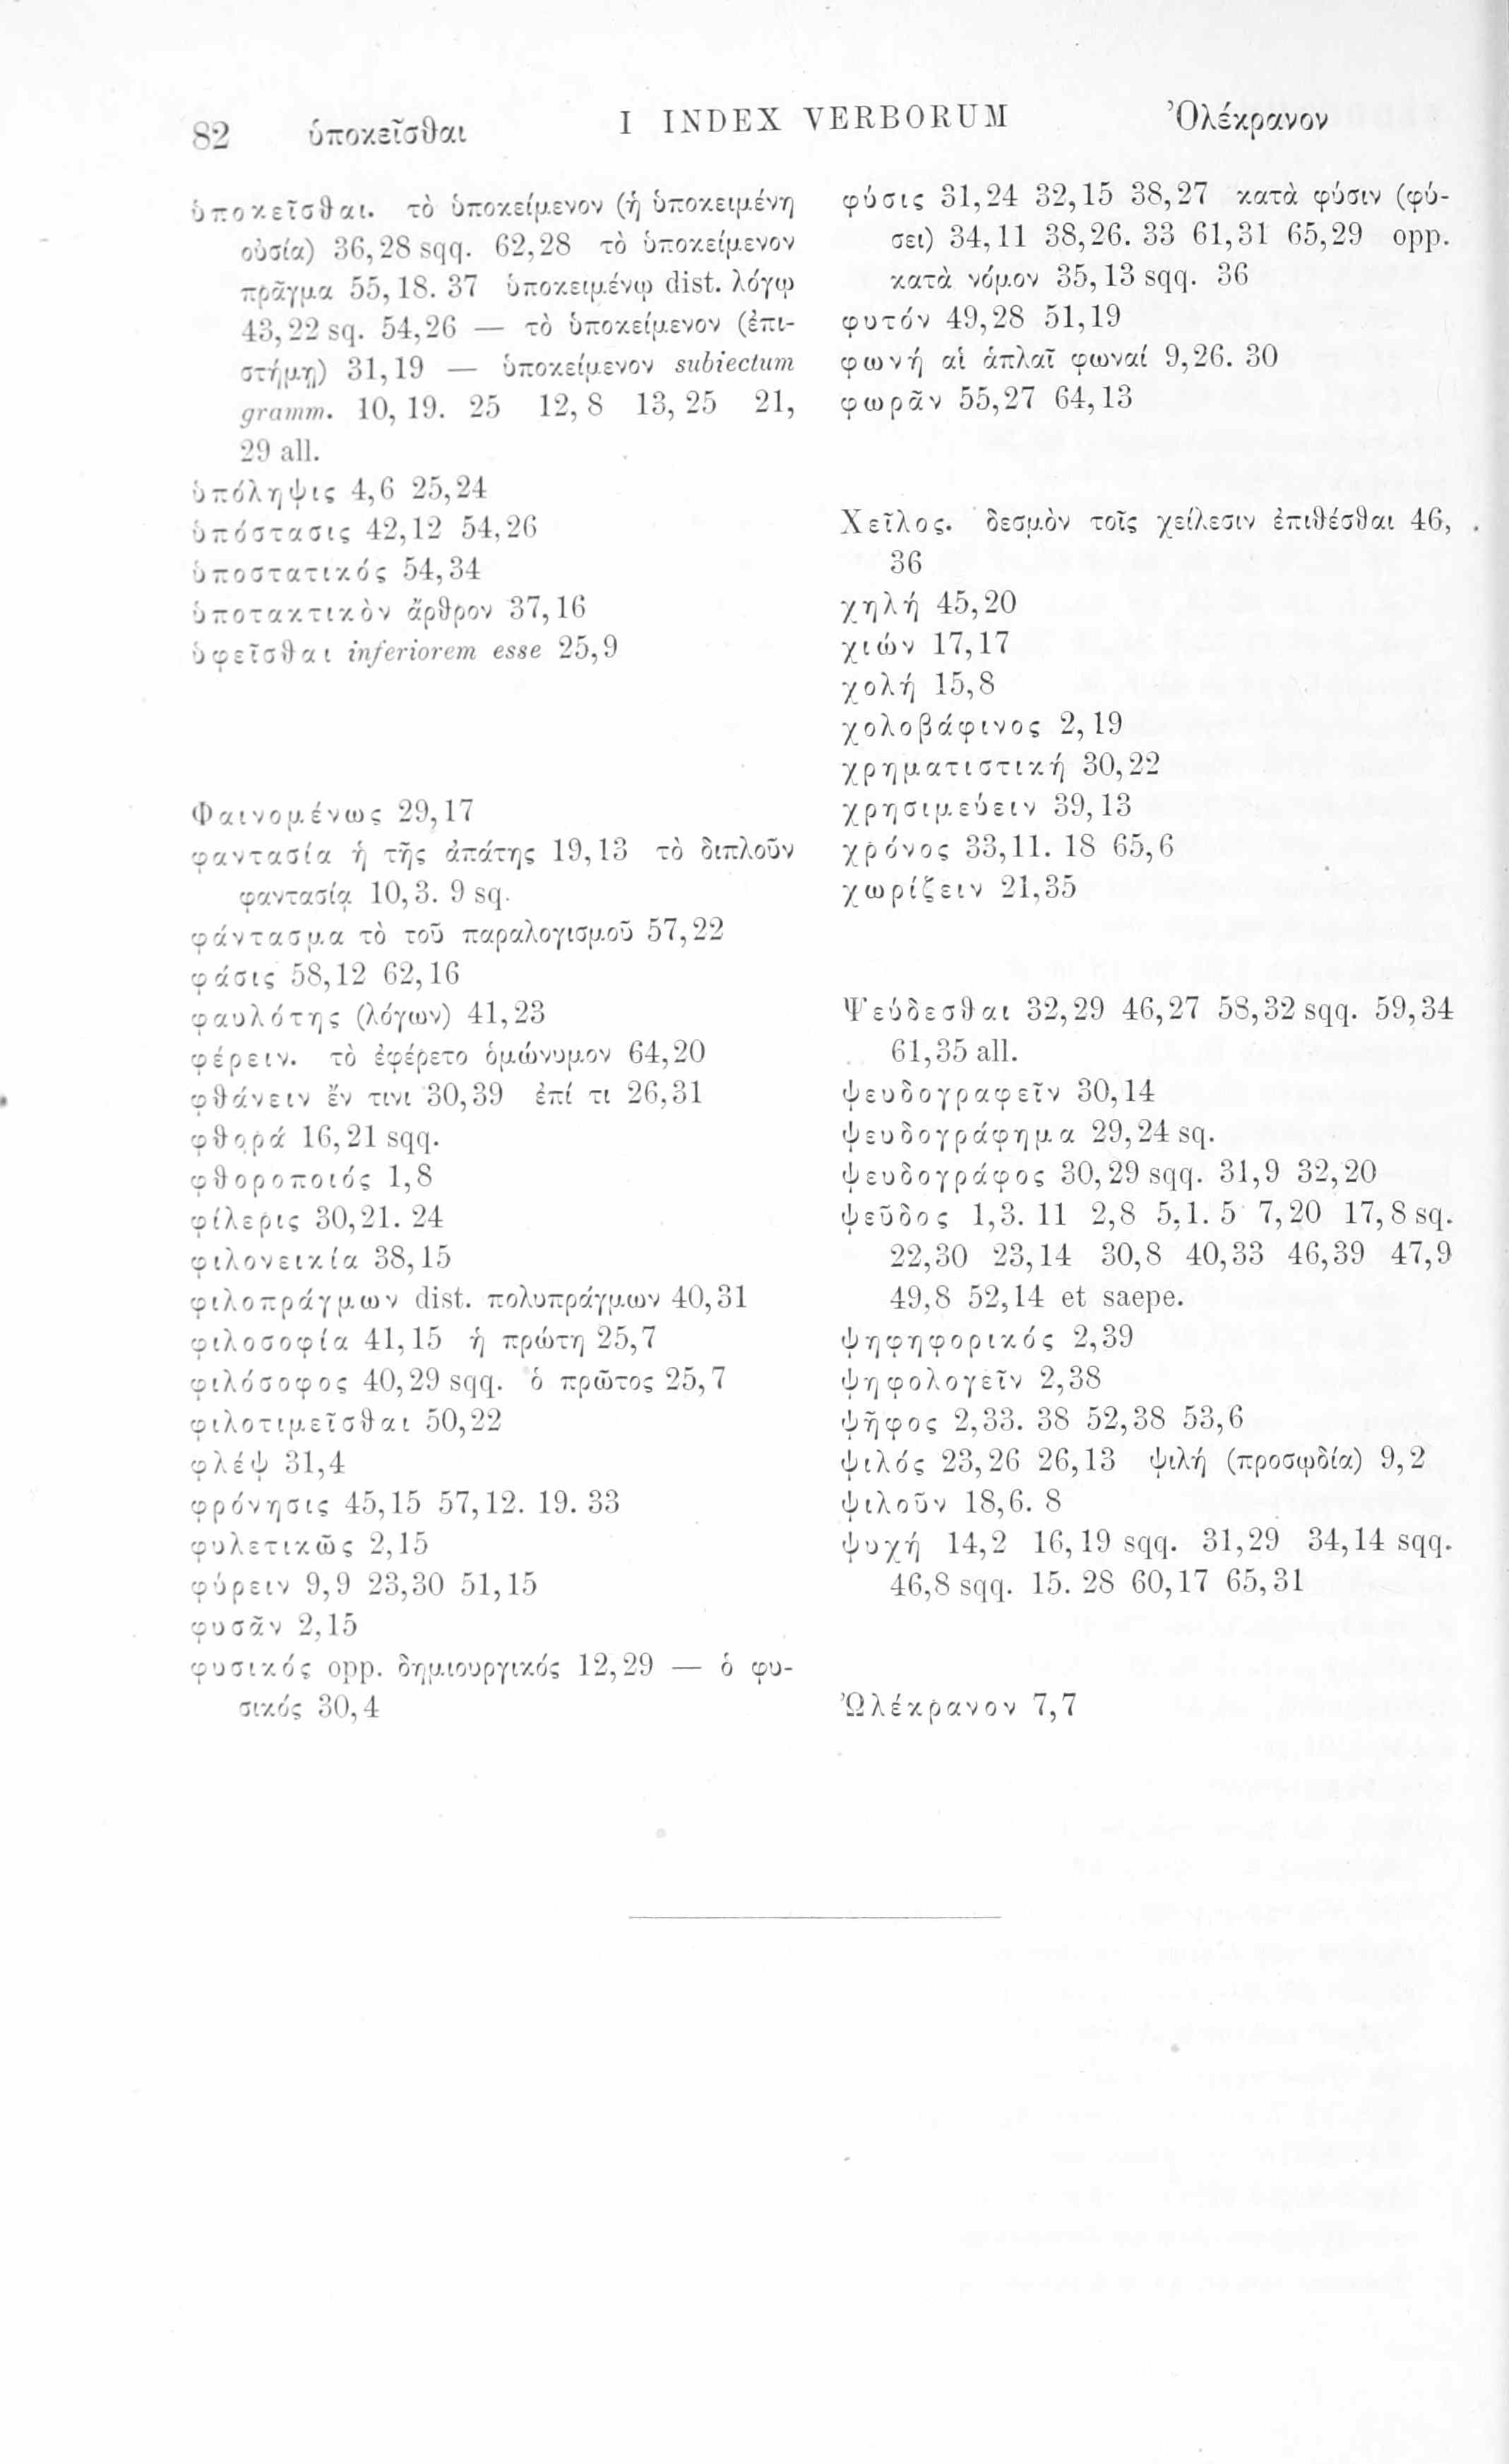 82 ὑποκεῖσθαι I INDEX VERBORUM Ὀλέκρανον
ὑποκεῖσθαι. τὸ ὑποκείμενον (ἡ ὑποκειμένη
οὐσία) 36,28 sqq. 62,28 τὸ ὑποκείμενον
πρᾶγμα 55,18. 37 ὑποκειμένῳ dist. λόγῳ
43,22 sq. 54,26 — τὸ ὑποκείμενον (ἐπι-
στήμῃ) 31,19 — ὑποκείμενον subiectum
gramm. 10, 19. 25 12, 8 13, 25 21,
29 all.
ὑπόληψις 4,6 25,24
ὑπόστασις 42,12 54,26
ὑποστατικός 54,34
ὑποτακτικὸν ἄρθρον 37,16
ὑφεῖσθαι inferiorem esse 25,9
Φαινομένως 29,17
φαντασία ἡ τῆς ἀπάτης 19,13 τὸ διπλοῦν
φαντασίᾳ 10,3. 9 sq.
φάντασμα τὸ τοῦ παραλογισμοῦ 57,22
φάσις 58,12 62,16
φαυλότης (λόγων) 41,23
φέρειν. τὸ ἐφέρετο ὁμώνυμον 64,20
φθάνειν ἔν τινι 30,39 ἐπί τι 26,31
φθορά 16,21 sqq.
φθοροποιός 1,8
φίλερις 30,21. 24
φιλονεικία 38,15
φιλοπράγμων dist. πολυπράγμων 40,31
φιλοσοφία 41,15 ἡ πρώτη 25,7
φιλόσοφος 40,29 sqq. ὁ πρῶτος 25,7
φιλοτιμεῖσθαι 50,22
φλέψ 31,4
φρόνησις 45,15 57,12. 19. 33
φυλετικῶς 2,15
φύρειν 9,9 23,30 51,15
φυσᾶν 2,15
φυσικός opp. δημιουργικός 12,29 — ὁ φυ-
σικός 30,4
φύσις 31,24 32,15 38,27 κατὰ φύσιν (φύ-
σει) 34,11 38,26. 33 61,31 65,29 opp.
κατὰ νόμον 35,13 sqq. 36
φυτόν 49,28 51,19
φωνή αἱ ἁπλαῖ φωναί 9,26. 30
φωρᾶν 55,27 64,13
Χεῖλος. δεσμὸν τοῖς χείλεσιν ἐπιθέσθαι 46,
36
χηλή 45,20
χιών 17,17
χολή 15,8
χολοβάφινος 2,19
χρηματιστική 30,22
χρησιμεύειν 39,13
χρόνος 33,11. 18 65,6
χωρίζειν 21,35
Ψεύδεσθαι 32,29 46,27 58,32 sqq. 59,34
61,35 all.
ψευδογραφεῖν 30,14
ψευδογράφημα 29,24 sq.
ψευδογράφος 30,29 sqq. 31,9 32,20
ψεῦδος 1,3. 11 2,8 5,1. 5 7,20 17,8 sq.
22,30 23,14 30,8 40,33 46,39 47,9
49,8 52,14 et saepe.
ψηφηφορικός 2,39
ψηφολογεῖν 2,38
ψῆφος 2,33. 38 52,38 53,6
ψιλός 23,26 26,13 ψιλή (προσῳδία) 9,2
ψιλοῦν 18,6. 8
ψυχή 14,2 16,19 sqq. 31,29 34,14 sqq.
46,8 sqq. 15. 28 60,17 65,31
Ὠλέκρανον 7,7